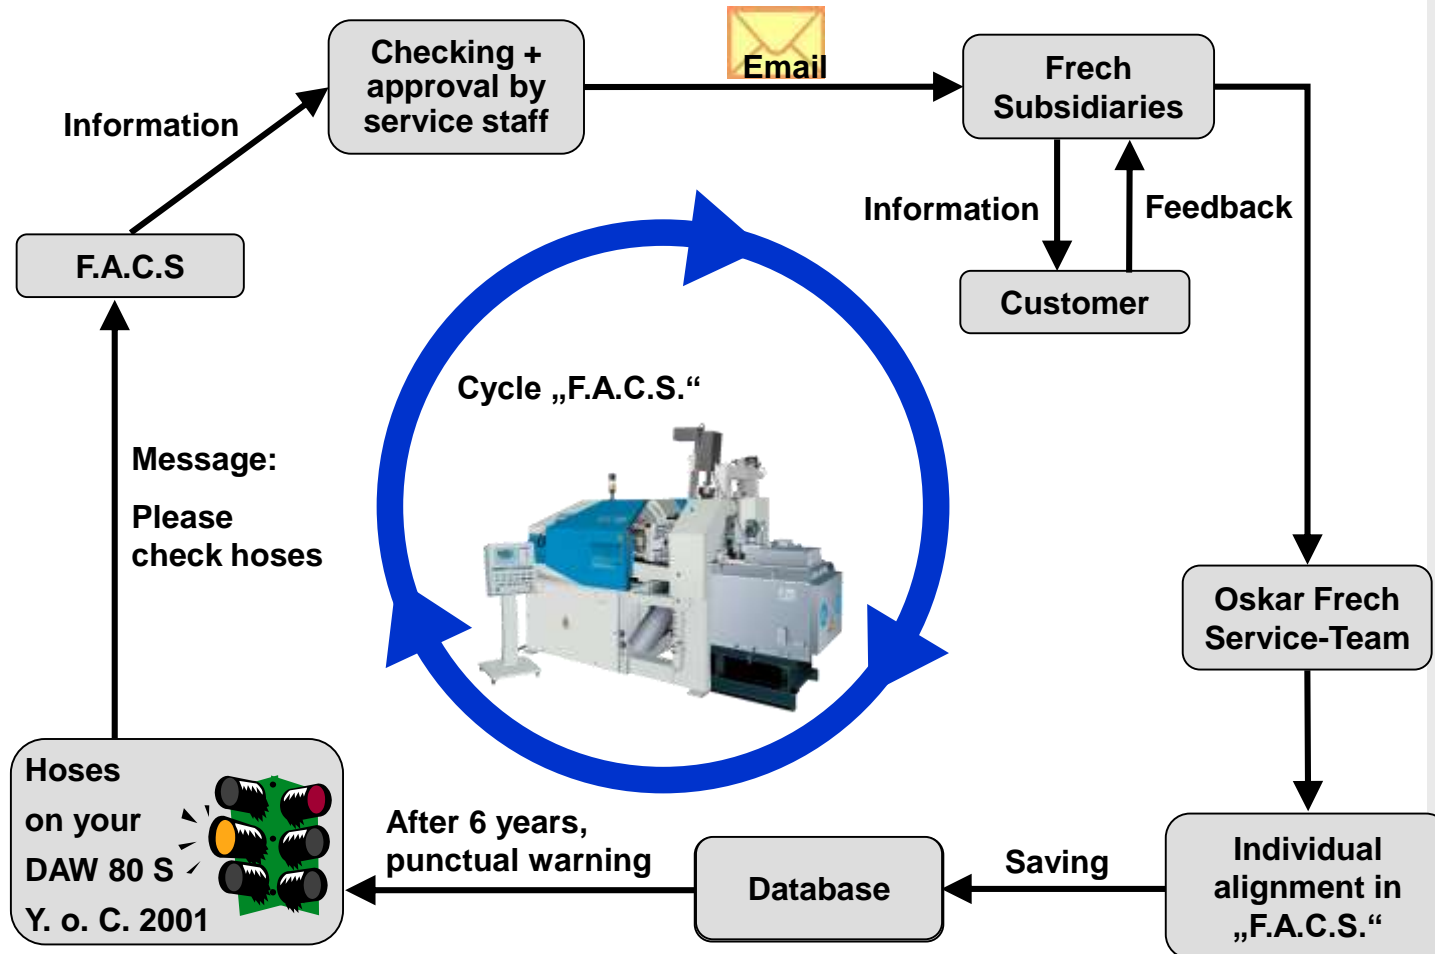 Checking +
approval by
service staff
Email
Frech
Subsidiaries
Information
Information
Feedback
F.A.C.S
Customer
Cycle „F.A.C.S.“
Message:
Please
check hoses
Oskar Frech
Service-Team
Hoses
on your
DAW 80 S
Y. o. C. 2001
After 6 years,
punctual warning
Database
Saving
Individual
alignment in
„F.A.C.S.“